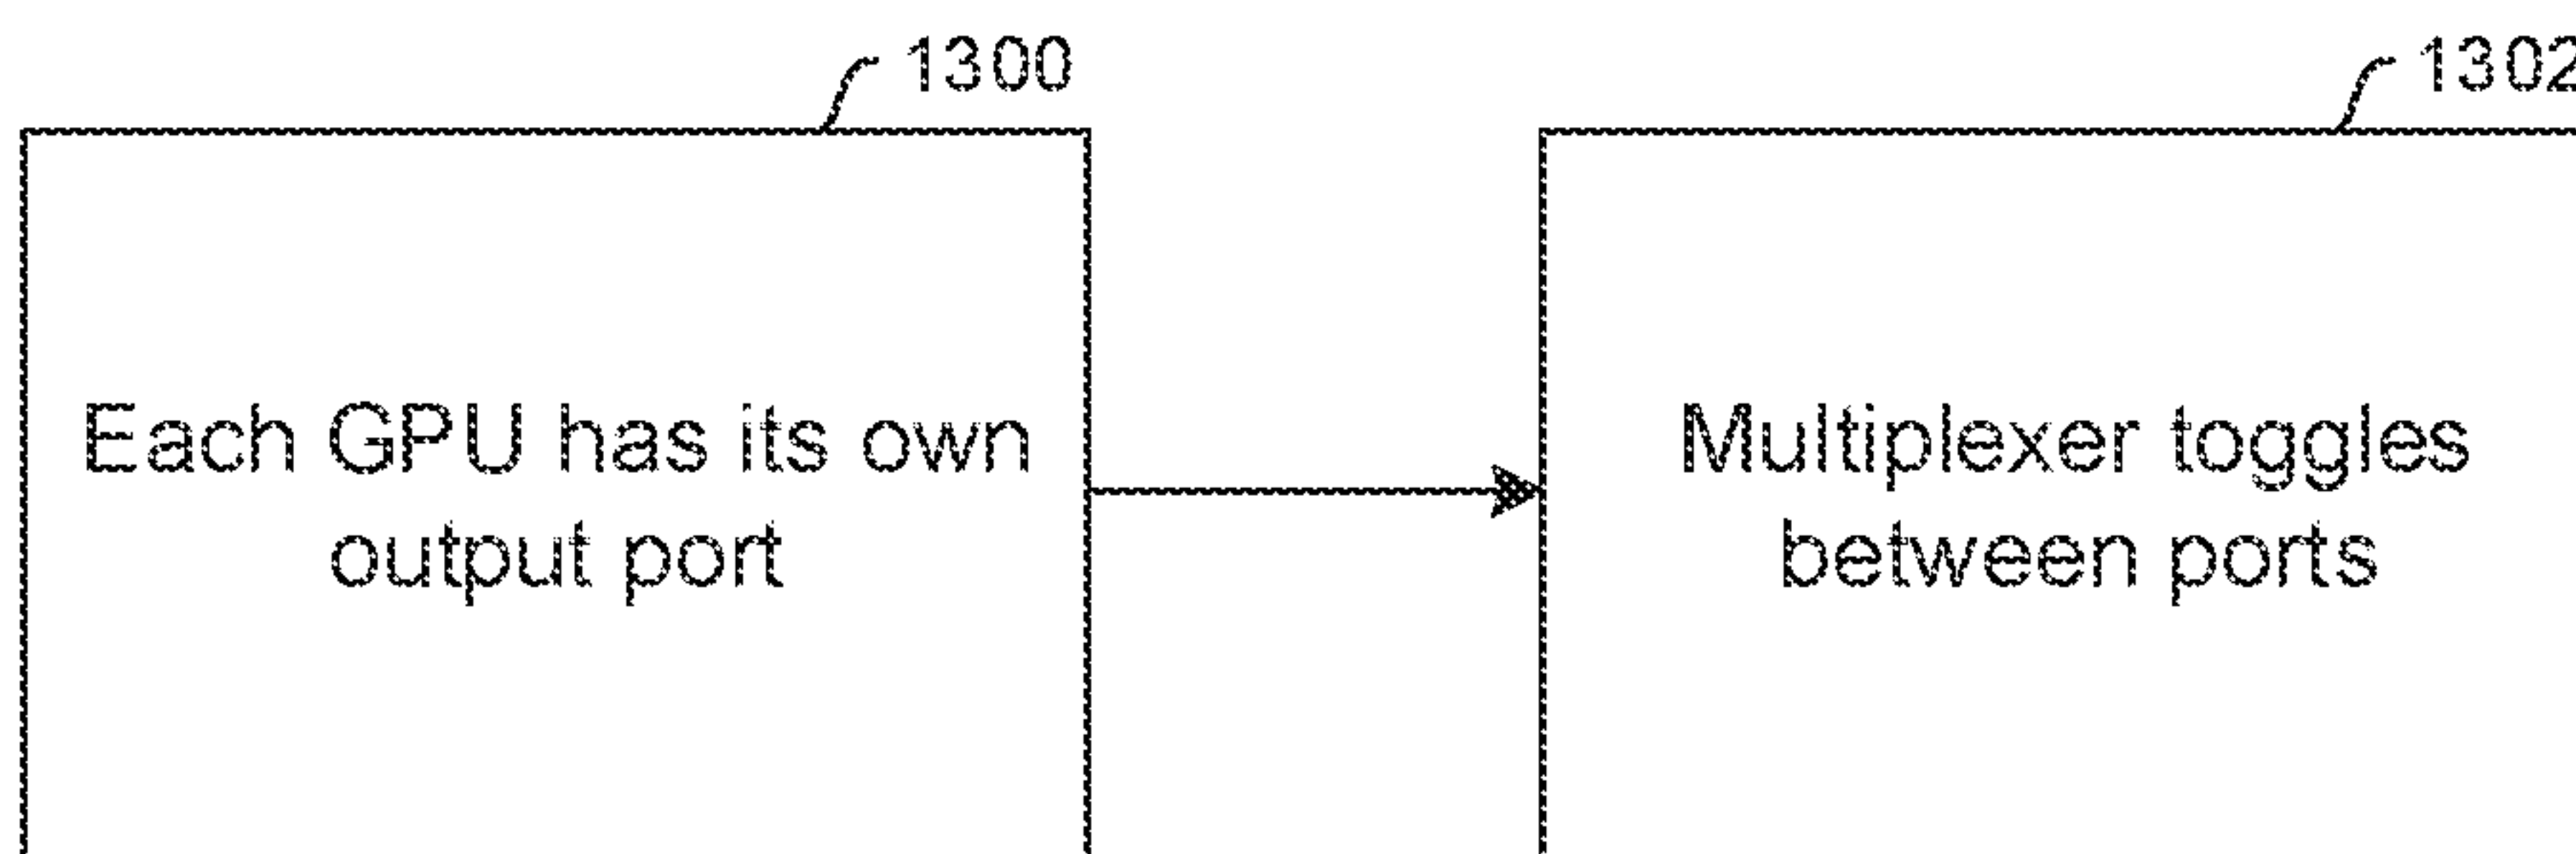 1300
1302
Each GPU has its own
output port
Multiplexer toggles
between ports